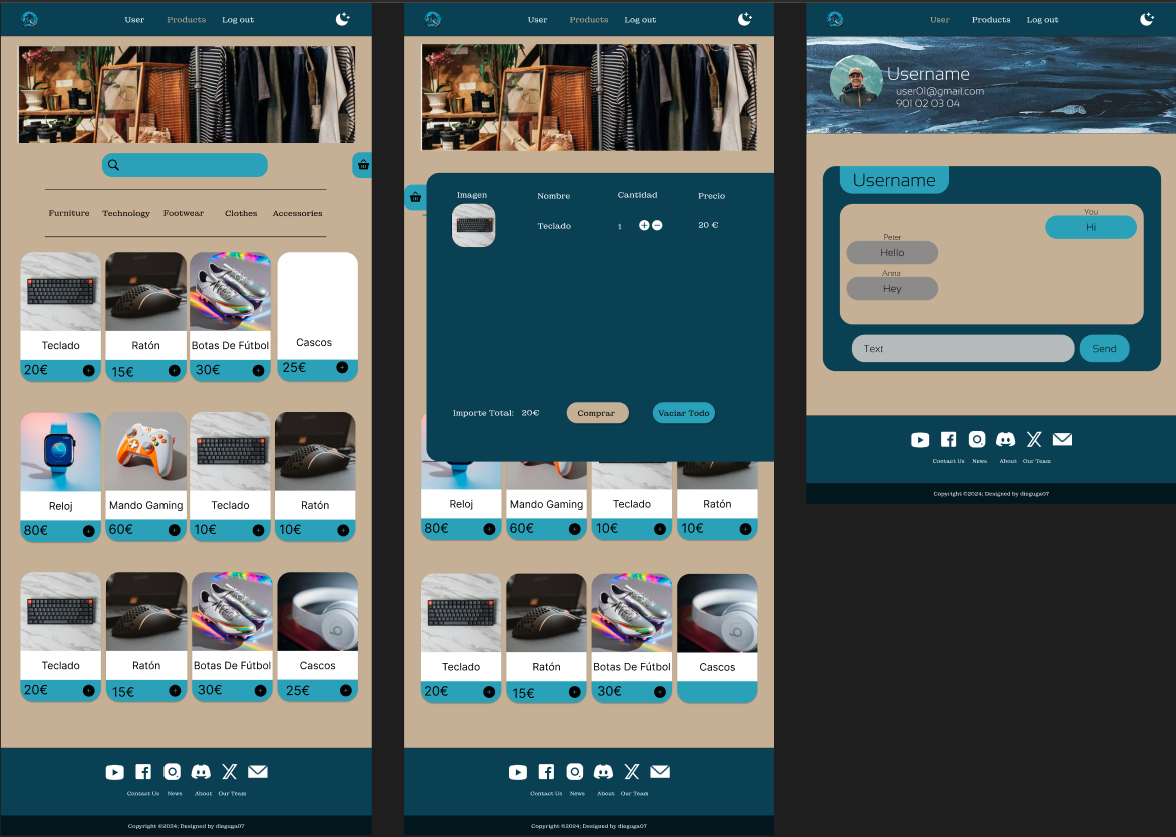 User Products Log out
Furniture Technology Footwear Clothes Accessories
Teclado Ratón Botas De Fútbol Cascos
20€ 15€ 30€ 25€
Reloj Mando Gaming Teclado Ratón
80€ 60€ 10€ 10€
Teclado Ratón Botas De Fútbol Cascos
20€ 15€ 30€ 25€
Contact Us News About Our Team
Copyright ©2024; Designed by dieguga07
User Products Log out
Imagen Nombre Cantidad Precio
Teclado 1 20 €
Importe Total: 20€ Comprar Vaciar Todo
Reloj Mando Gaming Teclado Ratón
80€ 60€ 10€ 10€
Teclado Ratón Botas De Fútbol Cascos
20€ 15€ 30€
Contact Us News About Our Team
Copyright ©2024; Designed by dieguga07
User Products Log out
Username
user01@gmail.com
901 02 03 04
Username
You
Hi
Peter
Hello
Anna
Hey
Text Send
Contact Us News About Our Team
Copyright ©2024; Designed by dieguga07